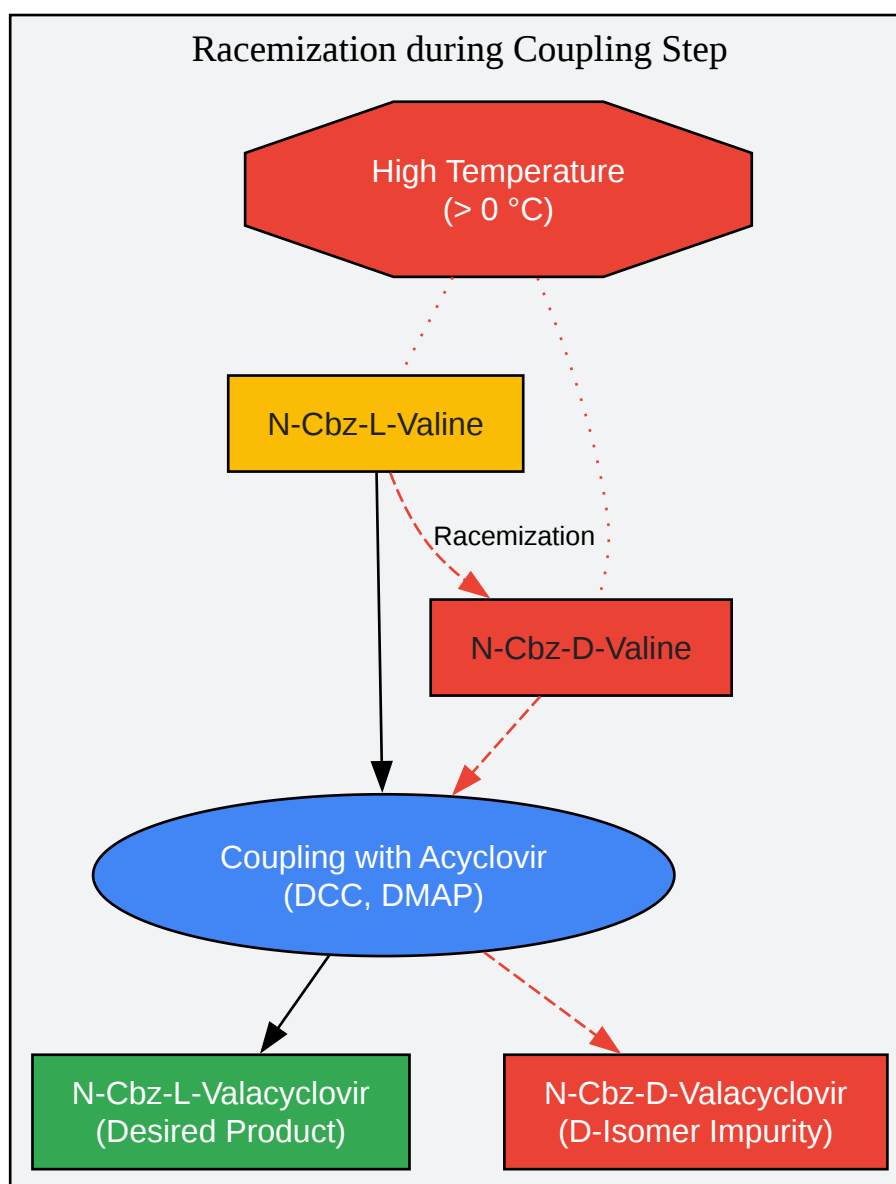 Racemization during Coupling Step
High Temperature
(> 0 °C)
N-Cbz-L-Valine
Racemization
N-Cbz-D-Valine
Coupling with Acyclovir
(DCC, DMAP)
N-Cbz-L-Valacyclovir
(Desired Product)
N-Cbz-D-Valacyclovir
(D-Isomer Impurity)